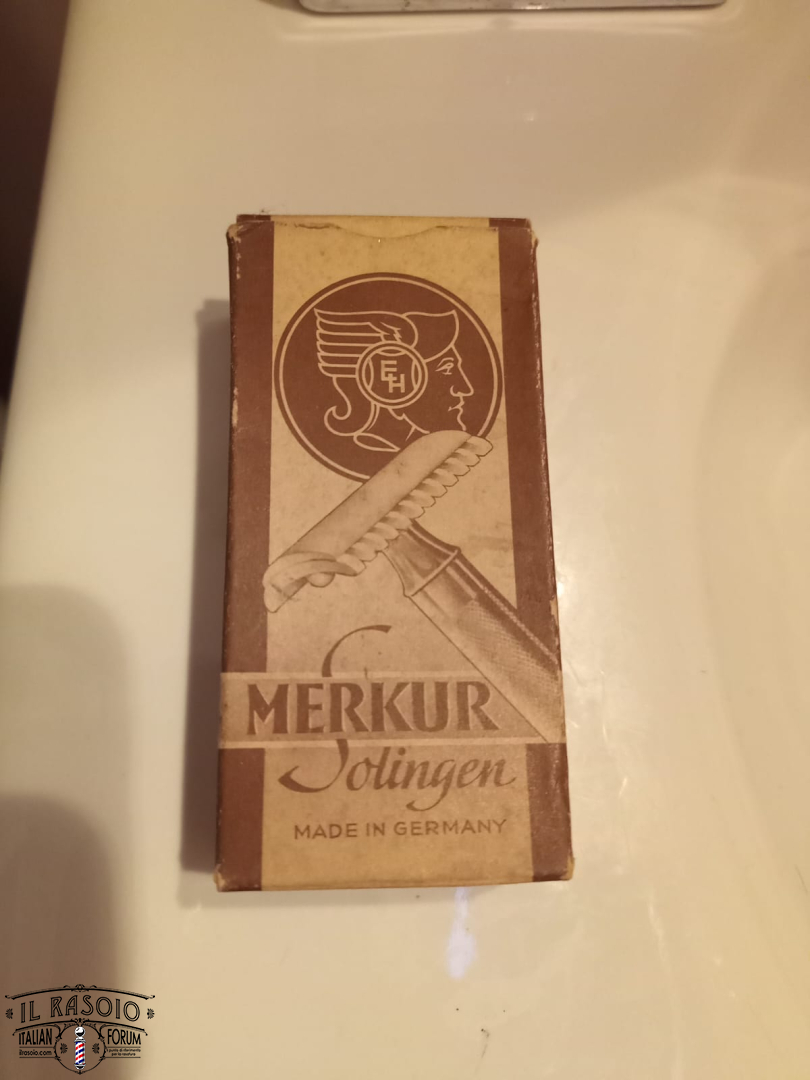 EH
MERKUR
Solingen
MADE IN GERMANY
IL RASOIO
ITALIAN FORUM
ilrasoio.com